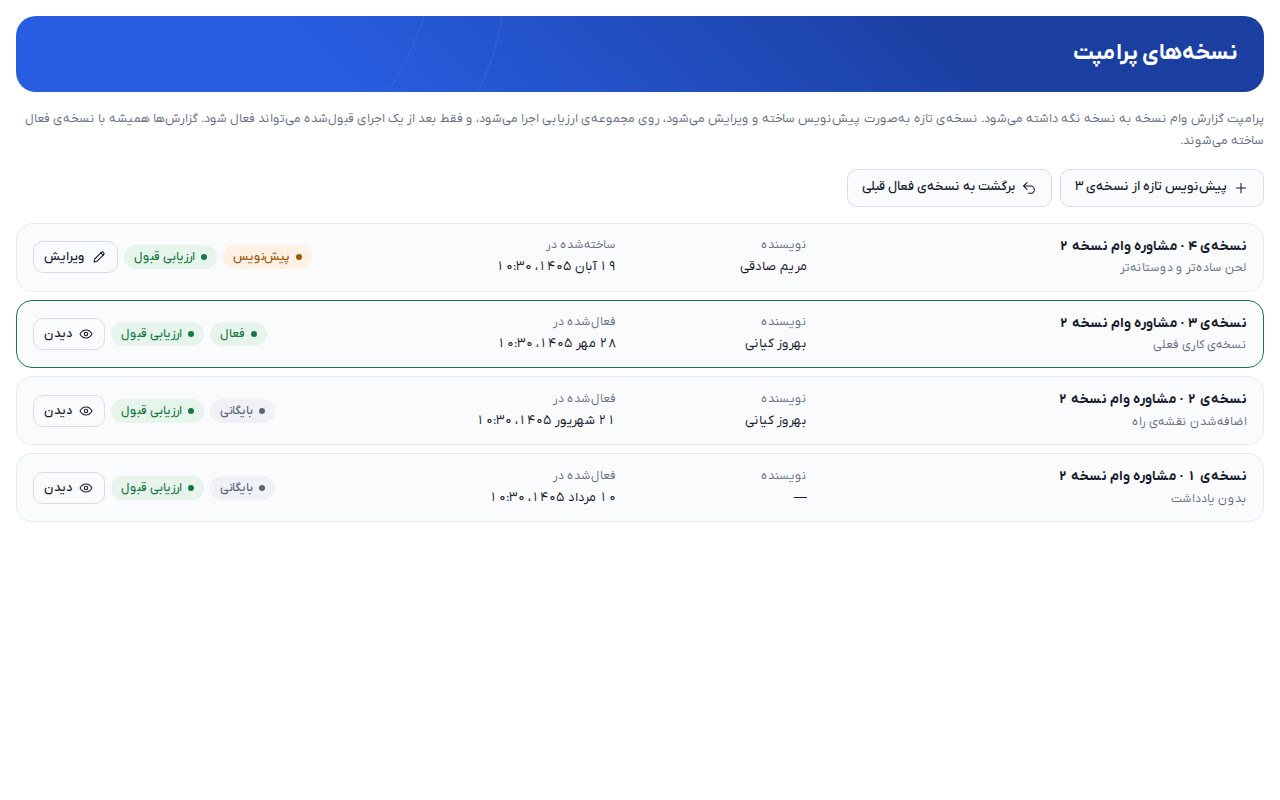 نسخه‌های پرامپت
پرامپت گزارش وام نسخه به نسخه نگه داشته می‌شود. نسخه‌ی تازه به‌صورت پیش‌نویس ساخته و ویرایش می‌شود، روی مجموعه‌ی ارزیابی اجرا می‌شود، و فقط بعد از یک اجرای قبول‌شده می‌تواند فعال شود. گزارش‌ها همیشه با نسخه‌ی فعال
ساخته می‌شوند.
پیش‌نویس تازه از نسخه‌ی ۳
برگشت به نسخه‌ی فعال قبلی
نسخه‌ی ۴ · مشاوره وام نسخه ۲
لحن ساده‌تر و دوستانه‌تر
نویسنده
مریم صادقی
ساخته‌شده در
۱۹ آبان ۱۴۰۵، ۱۰:۳۰
پیش‌نویس
ارزیابی قبول
ویرایش
نسخه‌ی ۳ · مشاوره وام نسخه ۲
نسخه‌ی کاری فعلی
نویسنده
بهروز کیانی
فعال‌شده در
۲۸ مهر ۱۴۰۵، ۱۰:۳۰
فعال
ارزیابی قبول
دیدن
نسخه‌ی ۲ · مشاوره وام نسخه ۲
اضافه‌شدن نقشه‌ی راه
نویسنده
بهروز کیانی
فعال‌شده در
۲۱ شهریور ۱۴۰۵، ۱۰:۳۰
بایگانی
ارزیابی قبول
دیدن
نسخه‌ی ۱ · مشاوره وام نسخه ۲
بدون یادداشت
نویسنده
—
فعال‌شده در
۱۰ مرداد ۱۴۰۵، ۱۰:۳۰
بایگانی
ارزیابی قبول
دیدن